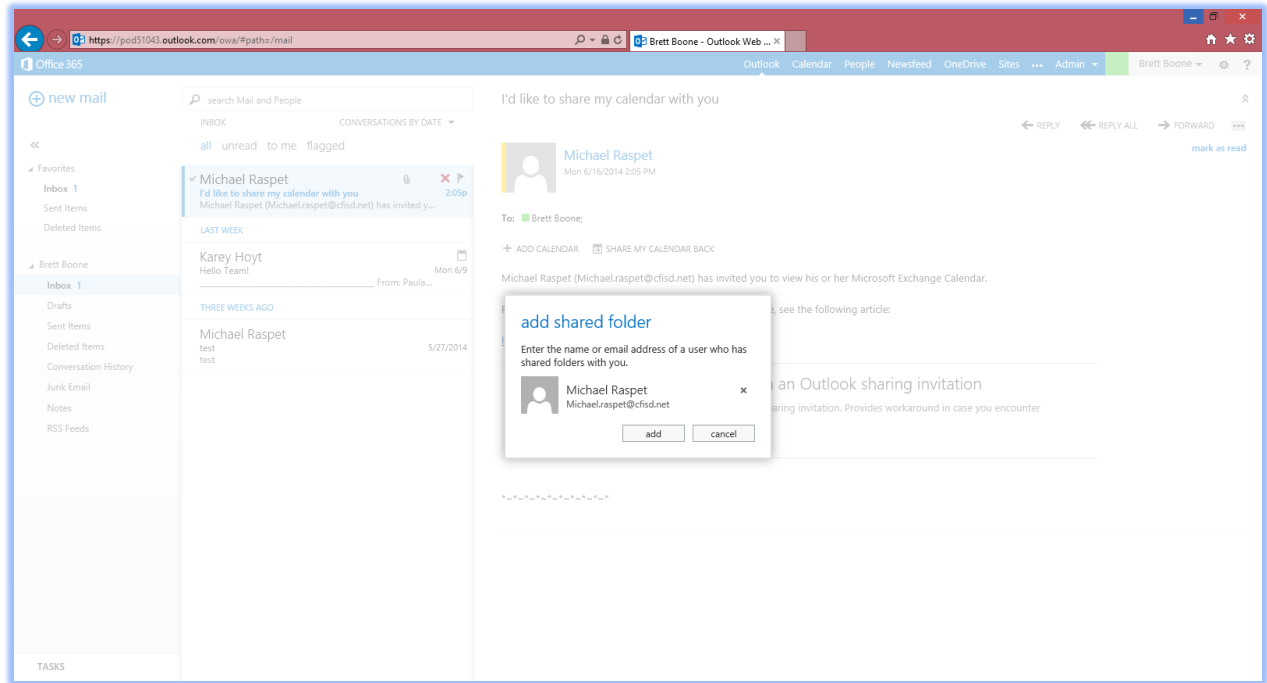 https://pod51043.outlook.com/owa/#path=/mail
Brett Boone - Outlook Web ...
Office 365
Outlook Calendar People Newsfeed OneDrive Sites ... Admin
Brett Boone
?
new mail
Favorites
Inbox 1
Sent Items
Deleted Items
Brett Boone
Inbox 1
Drafts
Sent Items
Deleted Items
Conversation History
Junk Email
Notes
RSS Feeds
TASKS
search Mail and People
INBOX CONVERSATIONS BY DATE
all unread to me flagged
Michael Raspet
I'd like to share my calendar with you 2:05p
Michael Raspet (Michael.raspet@cfisd.net) has invited y...
LAST WEEK
Karey Hoyt
Hello Team! Mon 6/9
From: Paula...
THREE WEEKS AGO
Michael Raspet
test 5/27/2014
test
I'd like to share my calendar with you
REPLY REPLY ALL FORWARD ...
mark as read
Michael Raspet
Mon 6/16/2014 2:05 PM
To: Brett Boone;
+ ADD CALENDAR SHARE MY CALENDAR BACK
Michael Raspet (Michael.raspet@cfisd.net) has invited you to view his or her Microsoft Exchange Calendar.
see the following article:
an Outlook sharing invitation
invitation. Provides workaround in case you encounter
*~*~*~*~*~*~*~*~*~*
add shared folder
Enter the name or email address of a user who has
shared folders with you.
Michael Raspet
Michael.raspet@cfisd.net
add cancel